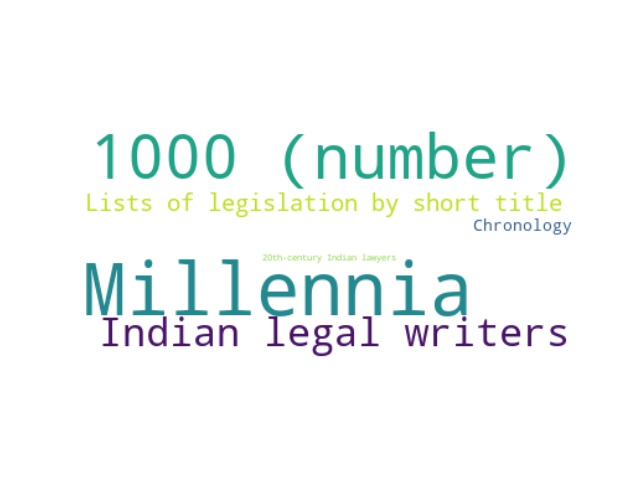 1000 (number)
Lists of legislation by short title
Chronology
20th-century Indian lawyers
Millennia
Indian legal writers